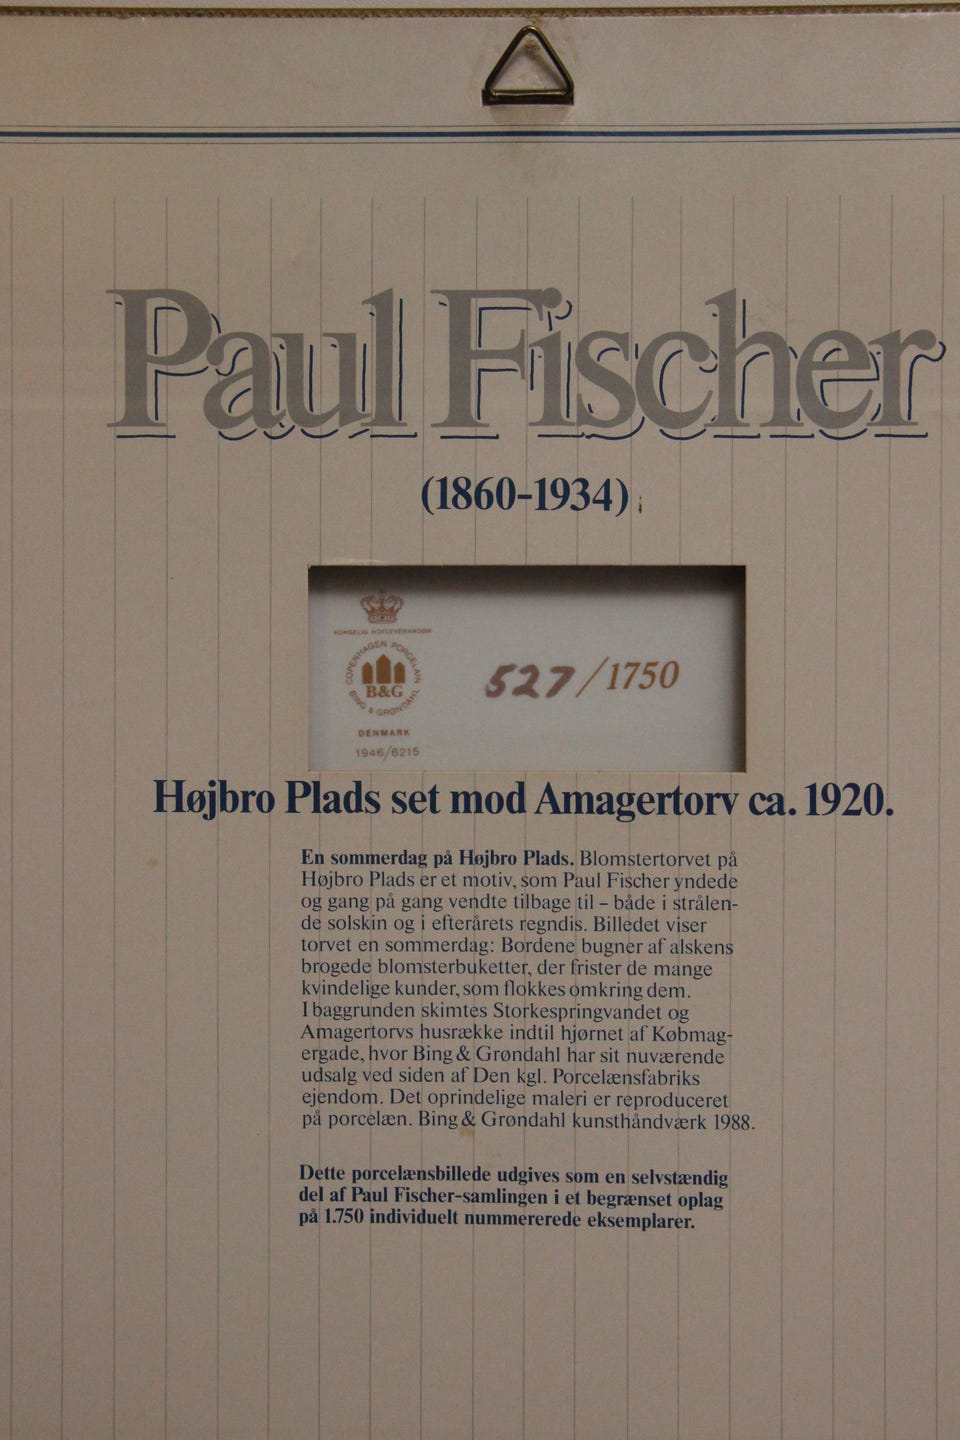 Paul Fischer
(1860-1934)
KONGELIG HOFLEVERANDØR
COPENHAGEN PORCELAIN
B&G
BING & GRØNDAHL
DENMARK
1946/6215
527/1750
Højbro Plads set mod Amagertorv ca. 1920.
En sommerdag på Højbro Plads. Blomstertorvet på
Højbro Plads er et motiv, som Paul Fischer yndede
og gang på gang vendte tilbage til – både i strålen-
de solskin og i efterårets regndis. Billedet viser
torvet en sommerdag: Bordene bugner af alskens
brogede blomsterbuketter, der frister de mange
kvindelige kunder, som flokkes omkring dem.
I baggrunden skimtes Storkespringvandet og
Amagertorvs husrække indtil hjørnet af Købmag-
ergade, hvor Bing & Grøndahl har sit nuværende
udsalg ved siden af Den kgl. Porcelænsfabriks
ejendom. Det oprindelige maleri er reproduceret
på porcelæn. Bing & Grøndahl kunsthåndværk 1988.
Dette porcelænsbillede udgives som en selvstændig
del af Paul Fischer-samlingen i et begrænset oplag
på 1.750 individuelt nummererede eksemplarer.